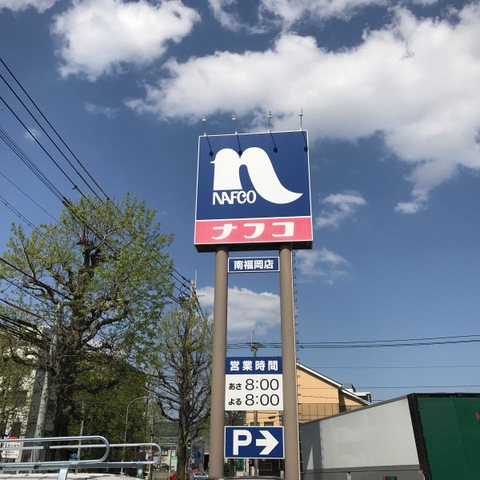 n
NAFCO
ナフコ
南福岡店
営業時間
あさ 8:00
よる 8:00
P→